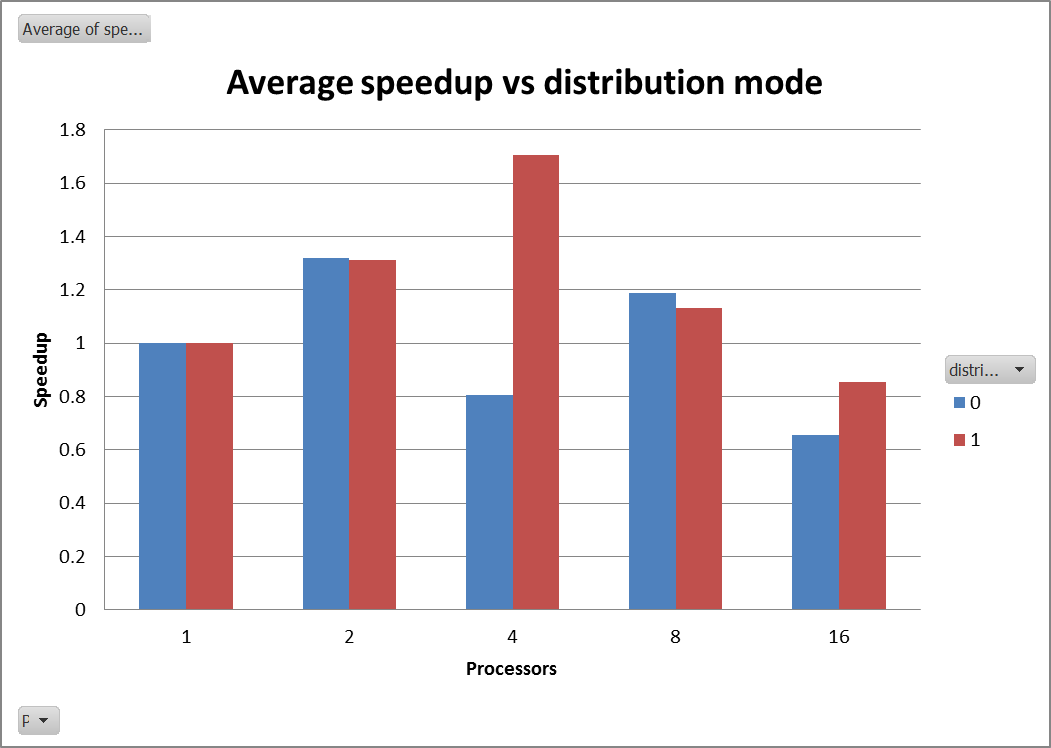 Average of spe...
Average speedup vs distribution mode
1.8
1.6
1.4
1.2
1
0.8
0.6
0.4
0.2
0
Speedup
1 2 4 8 16
Processors
distri...
0
1
P